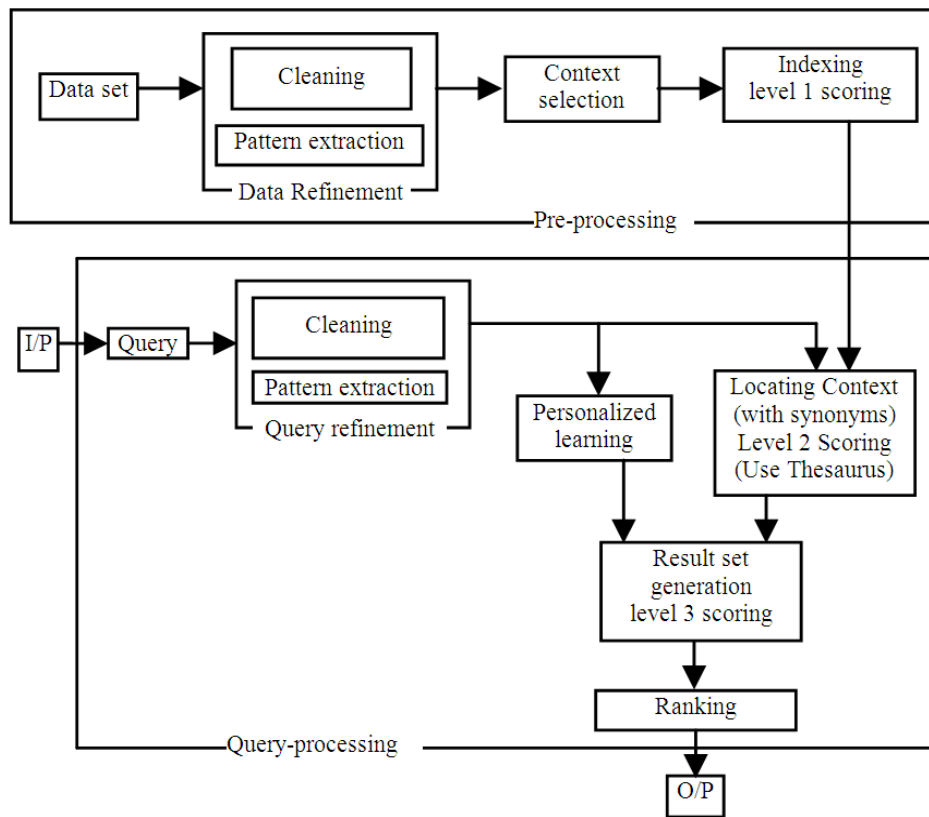 Data set
Cleaning
Pattern extraction
Data Refinement
Context
selection
Indexing
level 1 scoring
Pre-processing
I/P
Query
Cleaning
Pattern extraction
Query refinement
Personalized
learning
Locating Context
(with synonyms)
Level 2 Scoring
(Use Thesaurus)
Result set
generation
level 3 scoring
Ranking
Query-processing
O/P